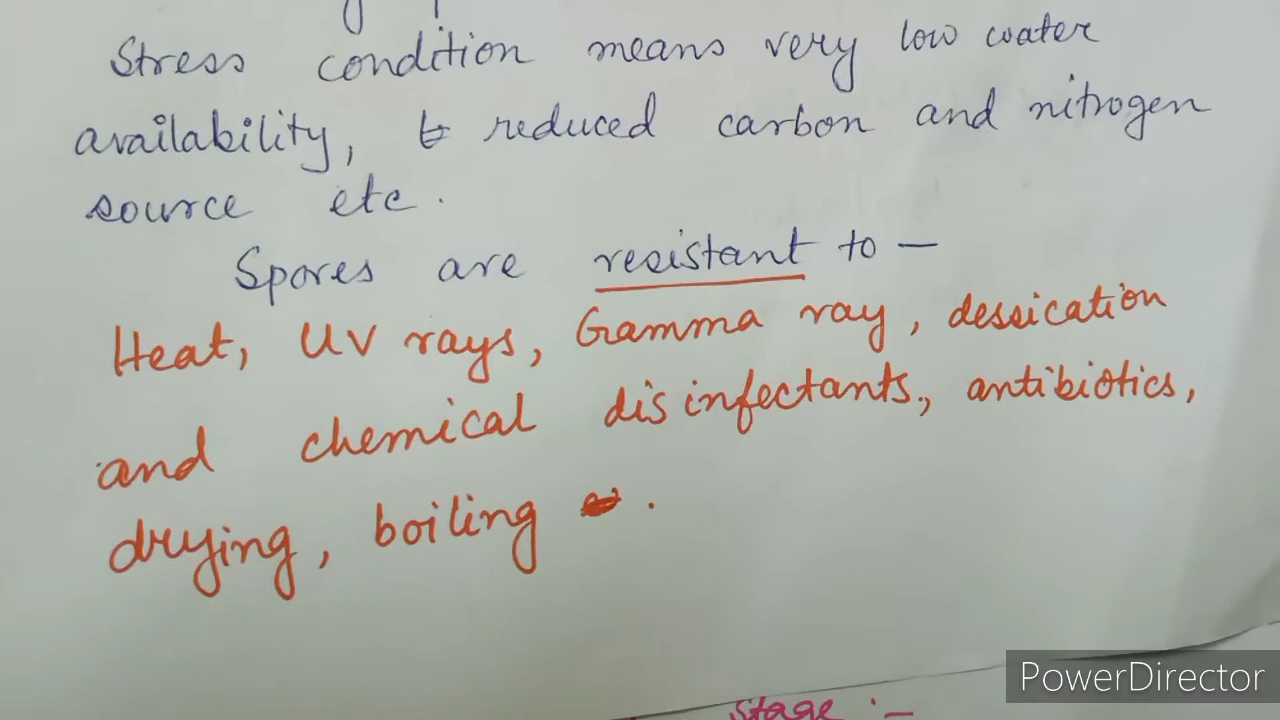 Stress condition means very low water
availability, reduced carbon and nitrogen
source etc.
Spores are resistant to —
Heat, UV rays, Gamma ray, dessication
and chemical disinfectants, antibiotics,
drying, boiling .
PowerDirector
stage :-